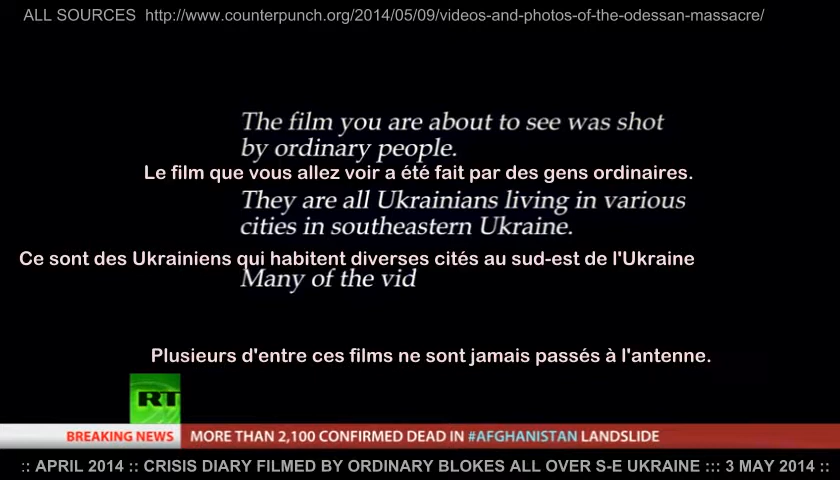 ALL SOURCES http://www.counterpunch.org/2014/05/09/videos-and-photos-of-the-odessan-massacre/
The film you are about to see was shot
by ordinary people.
Le film que vous allez voir a été fait par des gens ordinaires.
They are all Ukrainians living in various
cities in southeastern Ukraine.
Ce sont des Ukrainiens qui habitent diverses cités au sud-est de l'Ukraine
Many of the vid
Plusieurs d'entre ces films ne sont jamais passés à l'antenne.
RT
BREAKING NEWS MORE THAN 2,100 CONFIRMED DEAD IN #AFGHANISTAN LANDSLIDE
:: APRIL 2014 :: CRISIS DIARY FILMED BY ORDINARY BLOKES ALL OVER S-E UKRAINE ::: 3 MAY 2014 ::